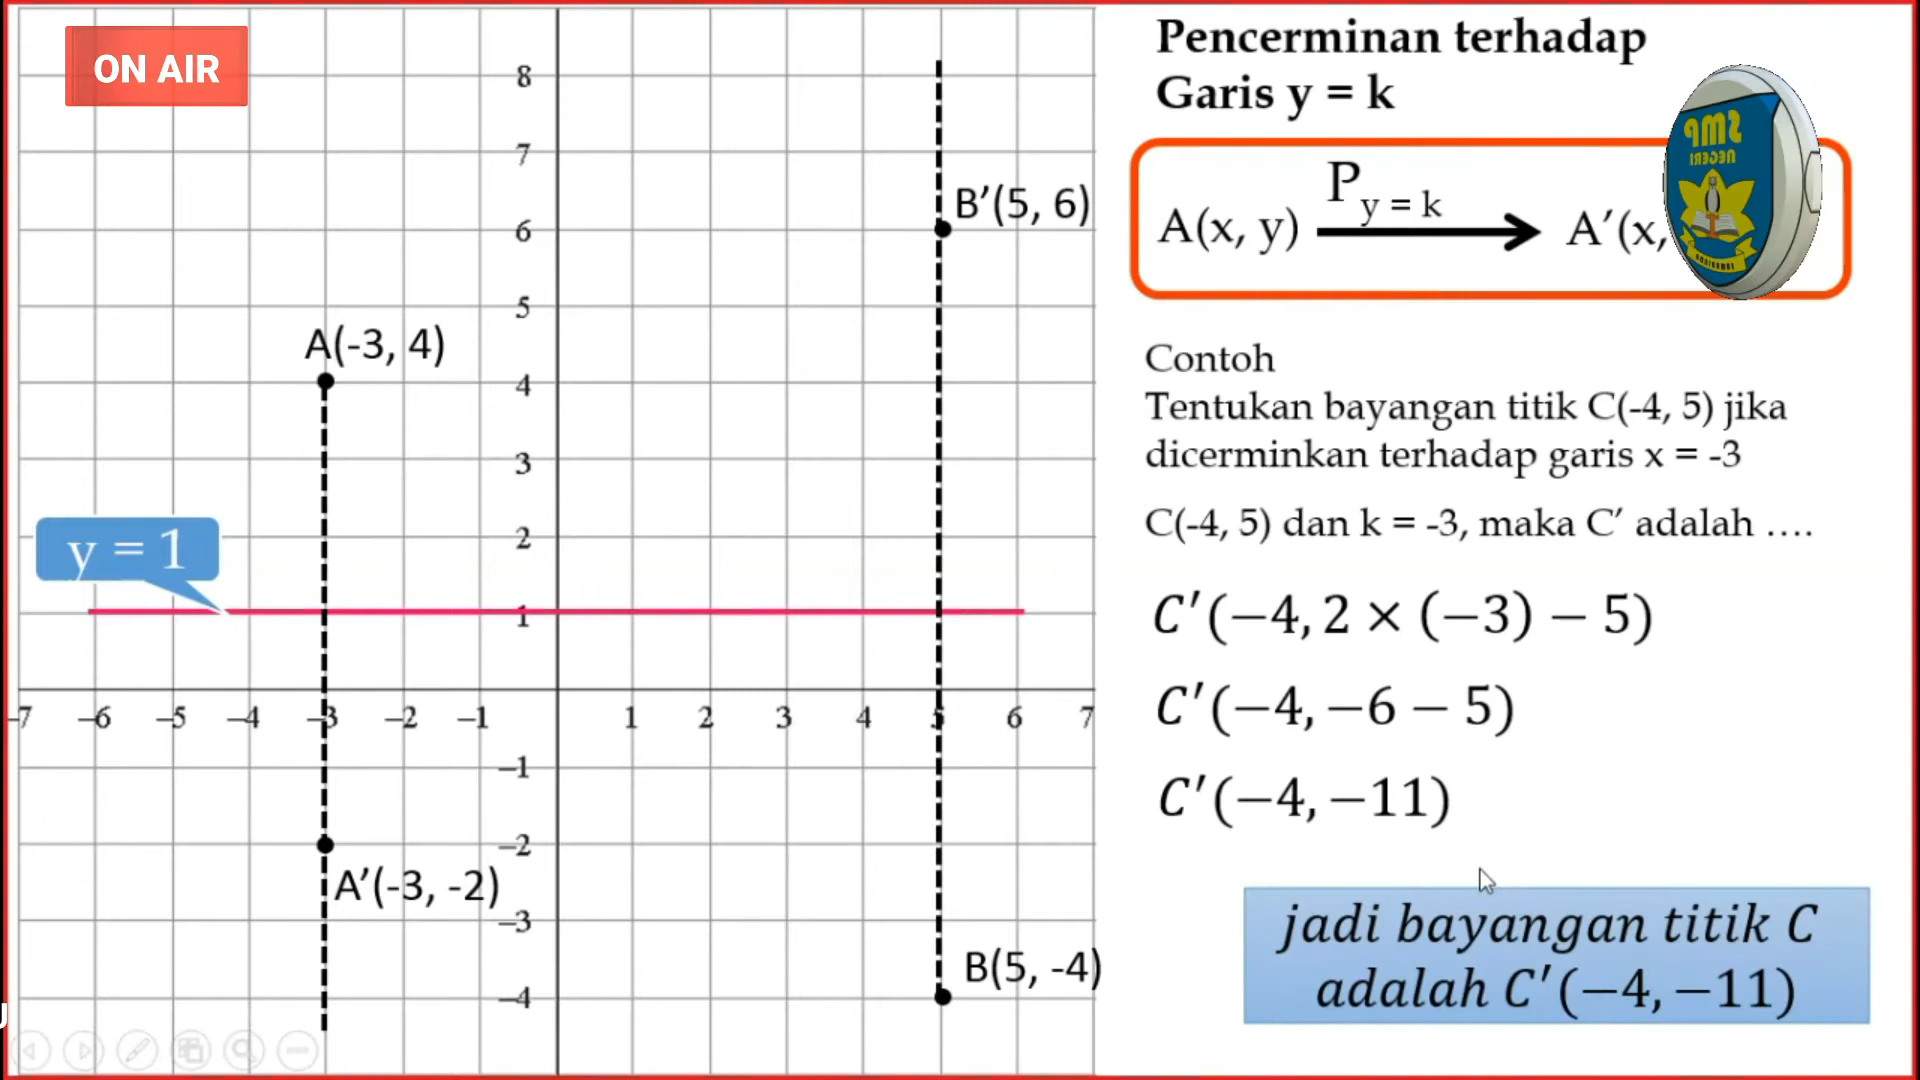 ON AIR
8
7
6
5
4
3
2
1
-7 -6 -5 -4 -3 -2 -1 1 2 3 4 5 6 7
-1
-2
-3
-4
B′(5, 6)
A(-3, 4)
y = 1
A′(-3, -2)
B(5, -4)
Pencerminan terhadap
Garis y = k
SMP
NEGERI
A(x, y) P y = k A′(x,
Contoh
Tentukan bayangan titik C(-4, 5) jika
dicerminkan terhadap garis x = -3
C(-4, 5) dan k = -3, maka C′ adalah ....
C′(−4, 2 × (−3) − 5)
C′(−4, −6 − 5)
C′(−4, −11)
jadi bayangan titik C
adalah C′(−4, −11)